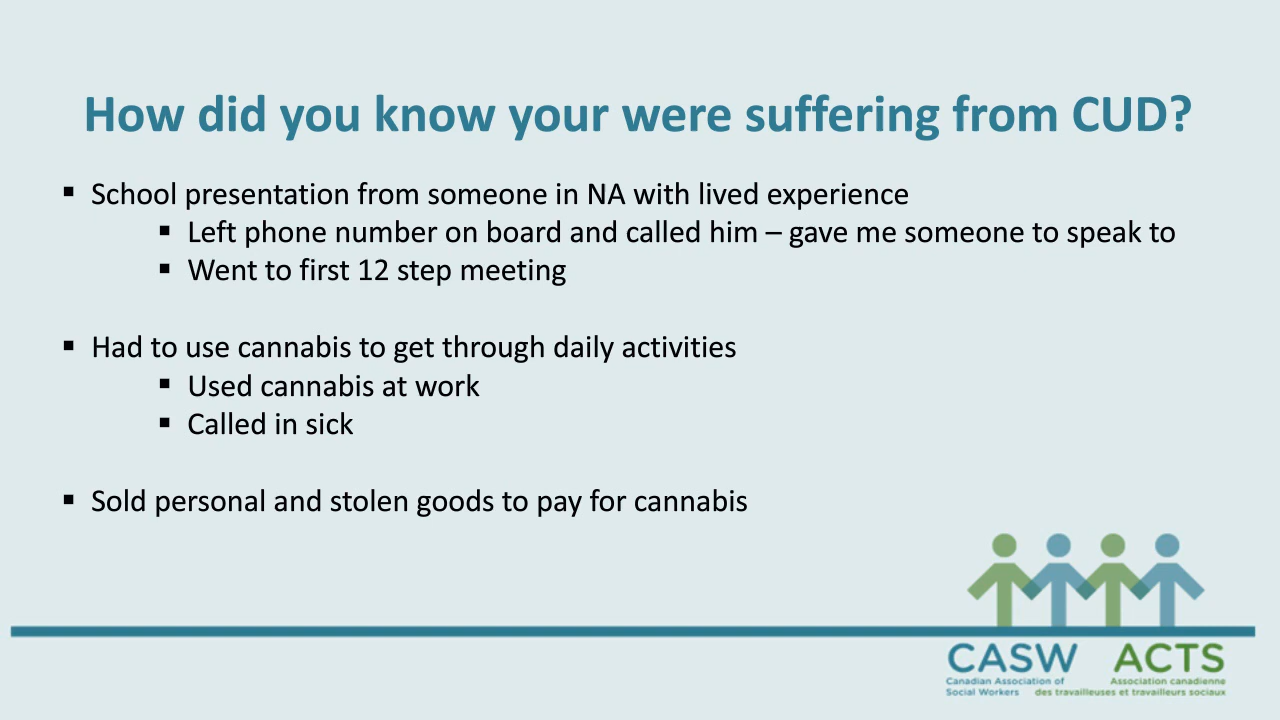 How did you know your were suffering from CUD?
▪ School presentation from someone in NA with lived experience
▪ Left phone number on board and called him – gave me someone to speak to
▪ Went to first 12 step meeting
▪ Had to use cannabis to get through daily activities
▪ Used cannabis at work
▪ Called in sick
▪ Sold personal and stolen goods to pay for cannabis
CASW ACTS
Canadian Association of Association canadienne
Social Workers des travailleuses et travailleurs sociaux